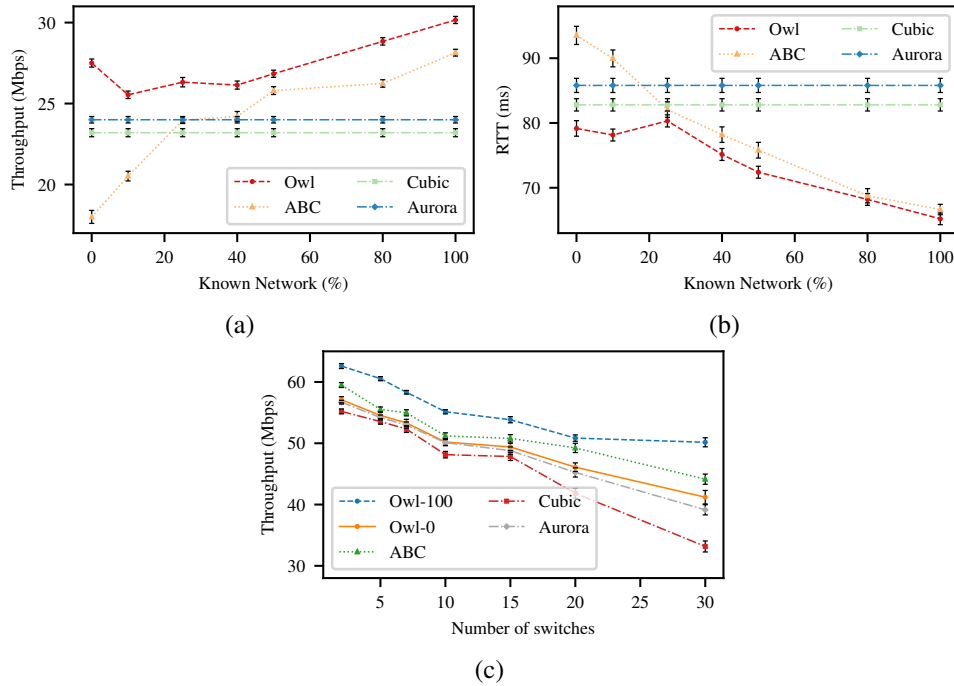 Throughput (Mbps)
30
25
20
0 20 40 60 80 100
Known Network (%)
Owl
ABC
Cubic
Aurora
(a)
RTT (ms)
90
80
70
0 20 40 60 80 100
Known Network (%)
Owl
ABC
Cubic
Aurora
(b)
Throughput (Mbps)
60
50
40
30
5 10 15 20 25 30
Number of switches
Owl-100
Owl-0
ABC
Cubic
Aurora
(c)